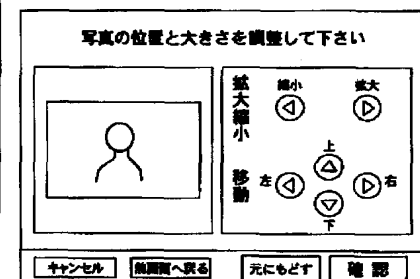 写真の位置と大きさを調整して下さい
拡大縮小
縮小
拡大
移動
上
左
右
下
キャンセル
前画面へ戻る
元にもどす
確認